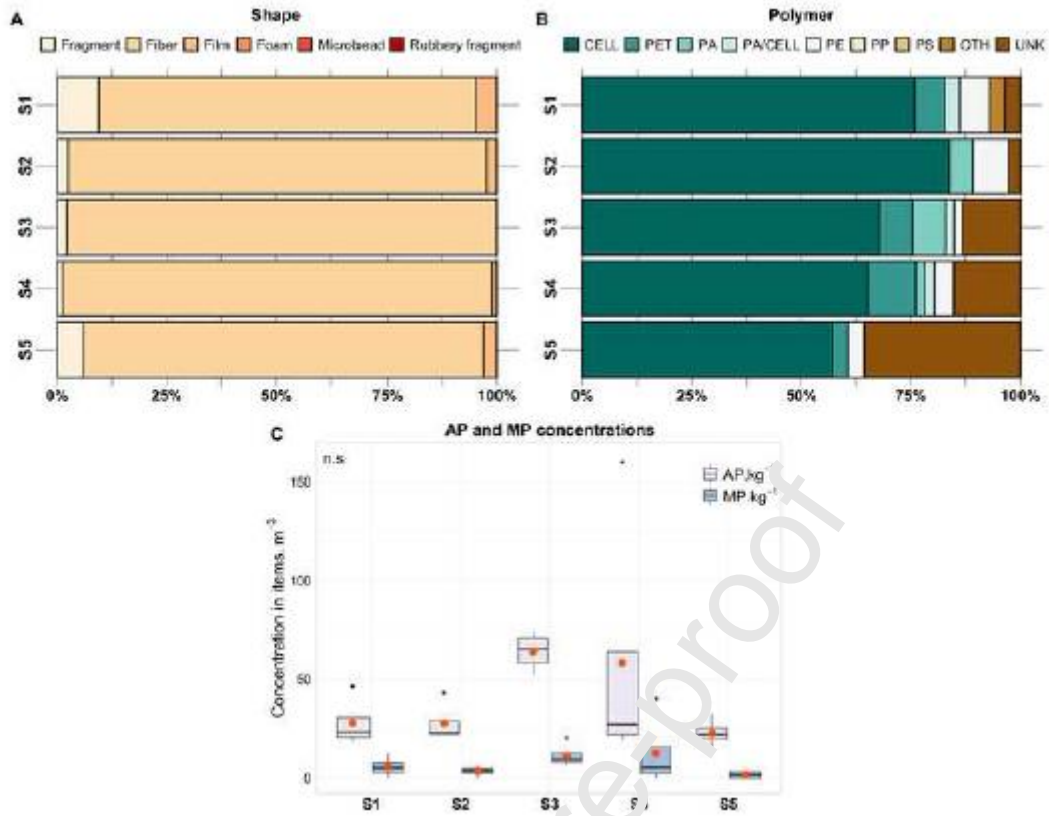 A Shape
Fragment Fiber Film Foam Microbead Rubbery fragment
S1
S2
S3
S4
S5
0% 25% 50% 75% 100%
B Polymer
CELL PET PA PA/CELL PE PP PS OTH UNK
S1
S2
S3
S4
S5
0% 25% 50% 75% 100%
C AP and MP concentrations
n.s
AP.kg⁻¹
MP.kg⁻¹
Concentration in items. m⁻³
150
100
50
0
S1 S2 S3 S5